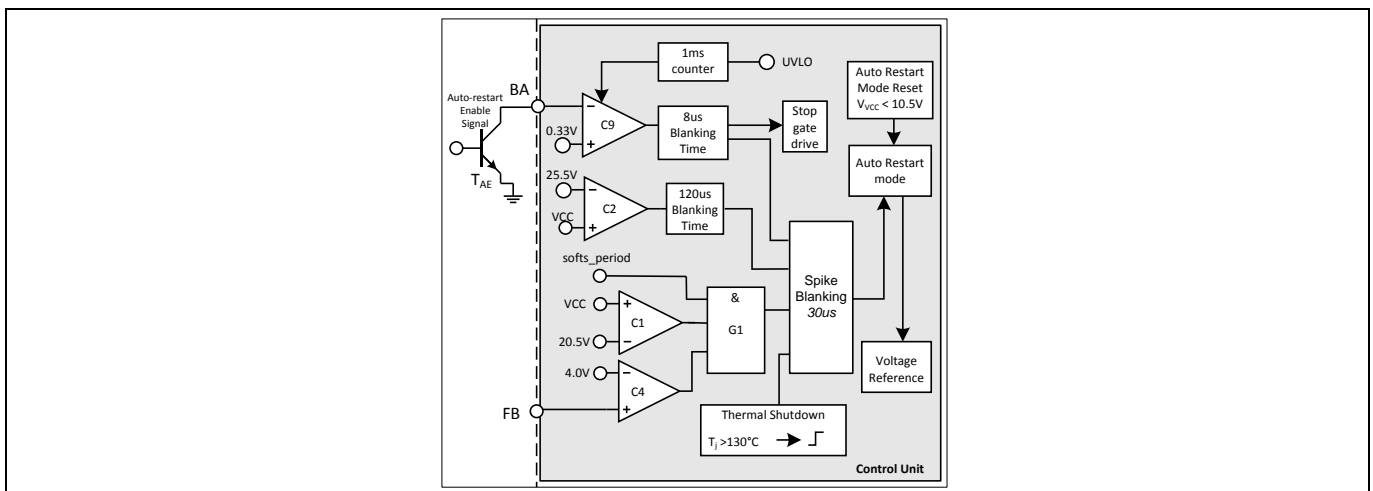 1ms
counter
UVLO
Auto Restart
Mode Reset
V_VCC < 10.5V
BA
Auto-restart
Enable
Signal
−
C9
+
0.33V
8us
Blanking
Time
Stop
gate
drive
Auto Restart
mode
T_AE
25.5V
−
C2
+
VCC
120us
Blanking
Time
softs_period
VCC
+
C1
−
20.5V
&
G1
Spike
Blanking
30us
4.0V
−
C4
+
FB
Voltage
Reference
Thermal Shutdown
T_j >130°C
Control Unit